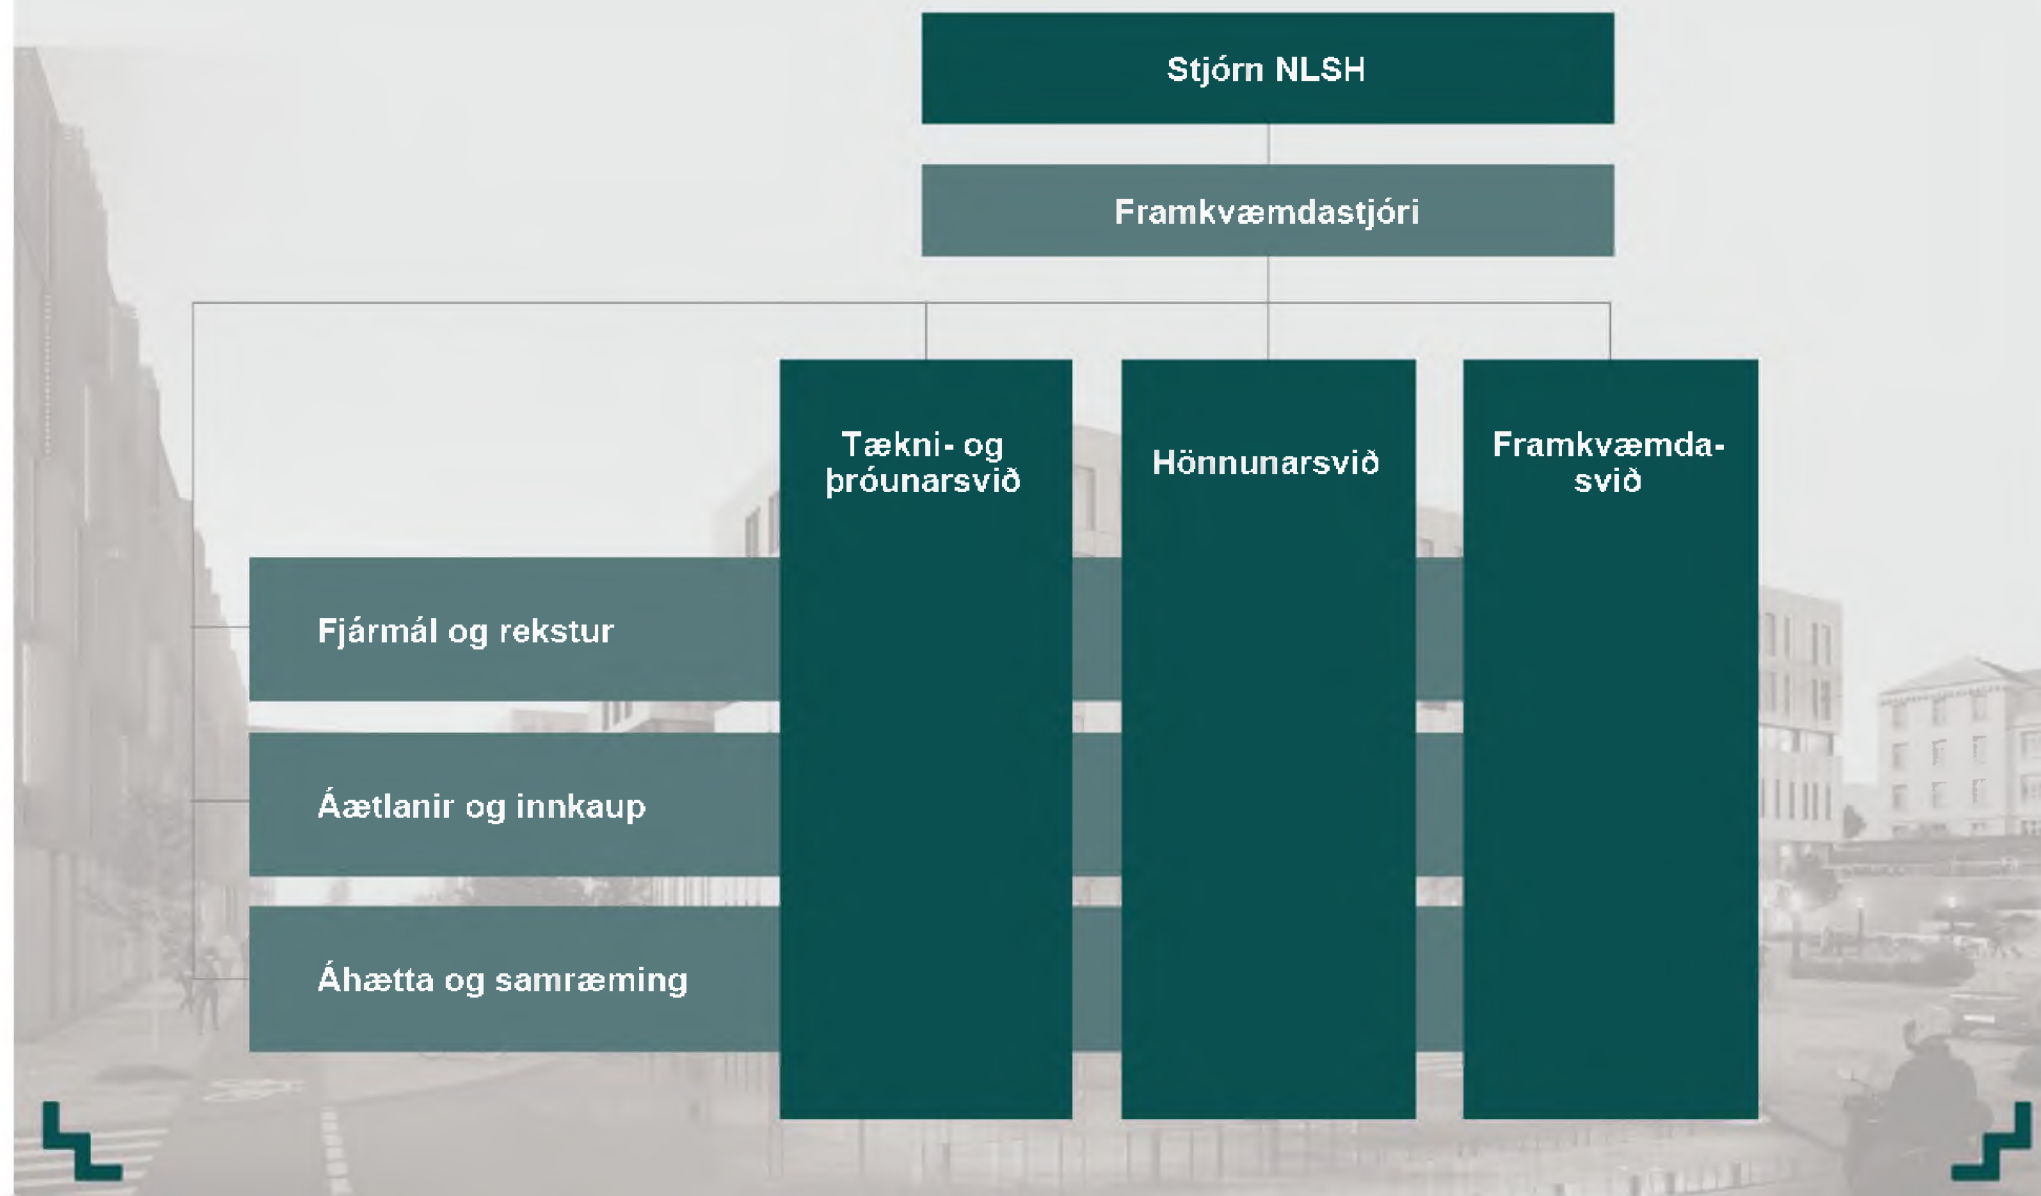 Stjórn NLSH
Framkvæmdastjóri
Tækni- og
þróunarsvið
Hönnunarsvið
Framkvæmda-
svið
Fjármál og rekstur
Áætlanir og innkaup
Áhætta og samræming